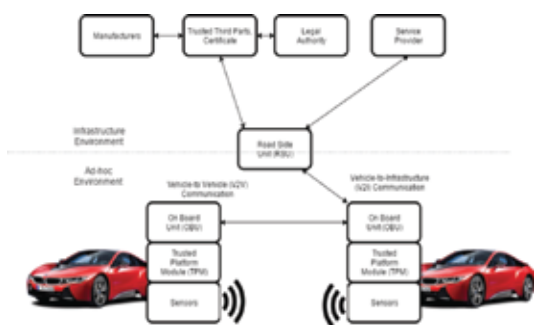 Manufacturers
Trusted Third Parts,
Certificate
Legal
Authority
Service
Provider
Infrastructure
Environment
Road Side
Unit (RSU)
Ad-hoc
Environment
Vehicle-to Vehicle (V2V)
Communication
Vehicle-to-Infrastructure
(V2I) Communication
On Board
Unit (OBU)
On Board
Unit (OBU)
Trusted
Platform
Module (TPM)
Trusted
Platform
Module (TPM)
Sensors
Sensors